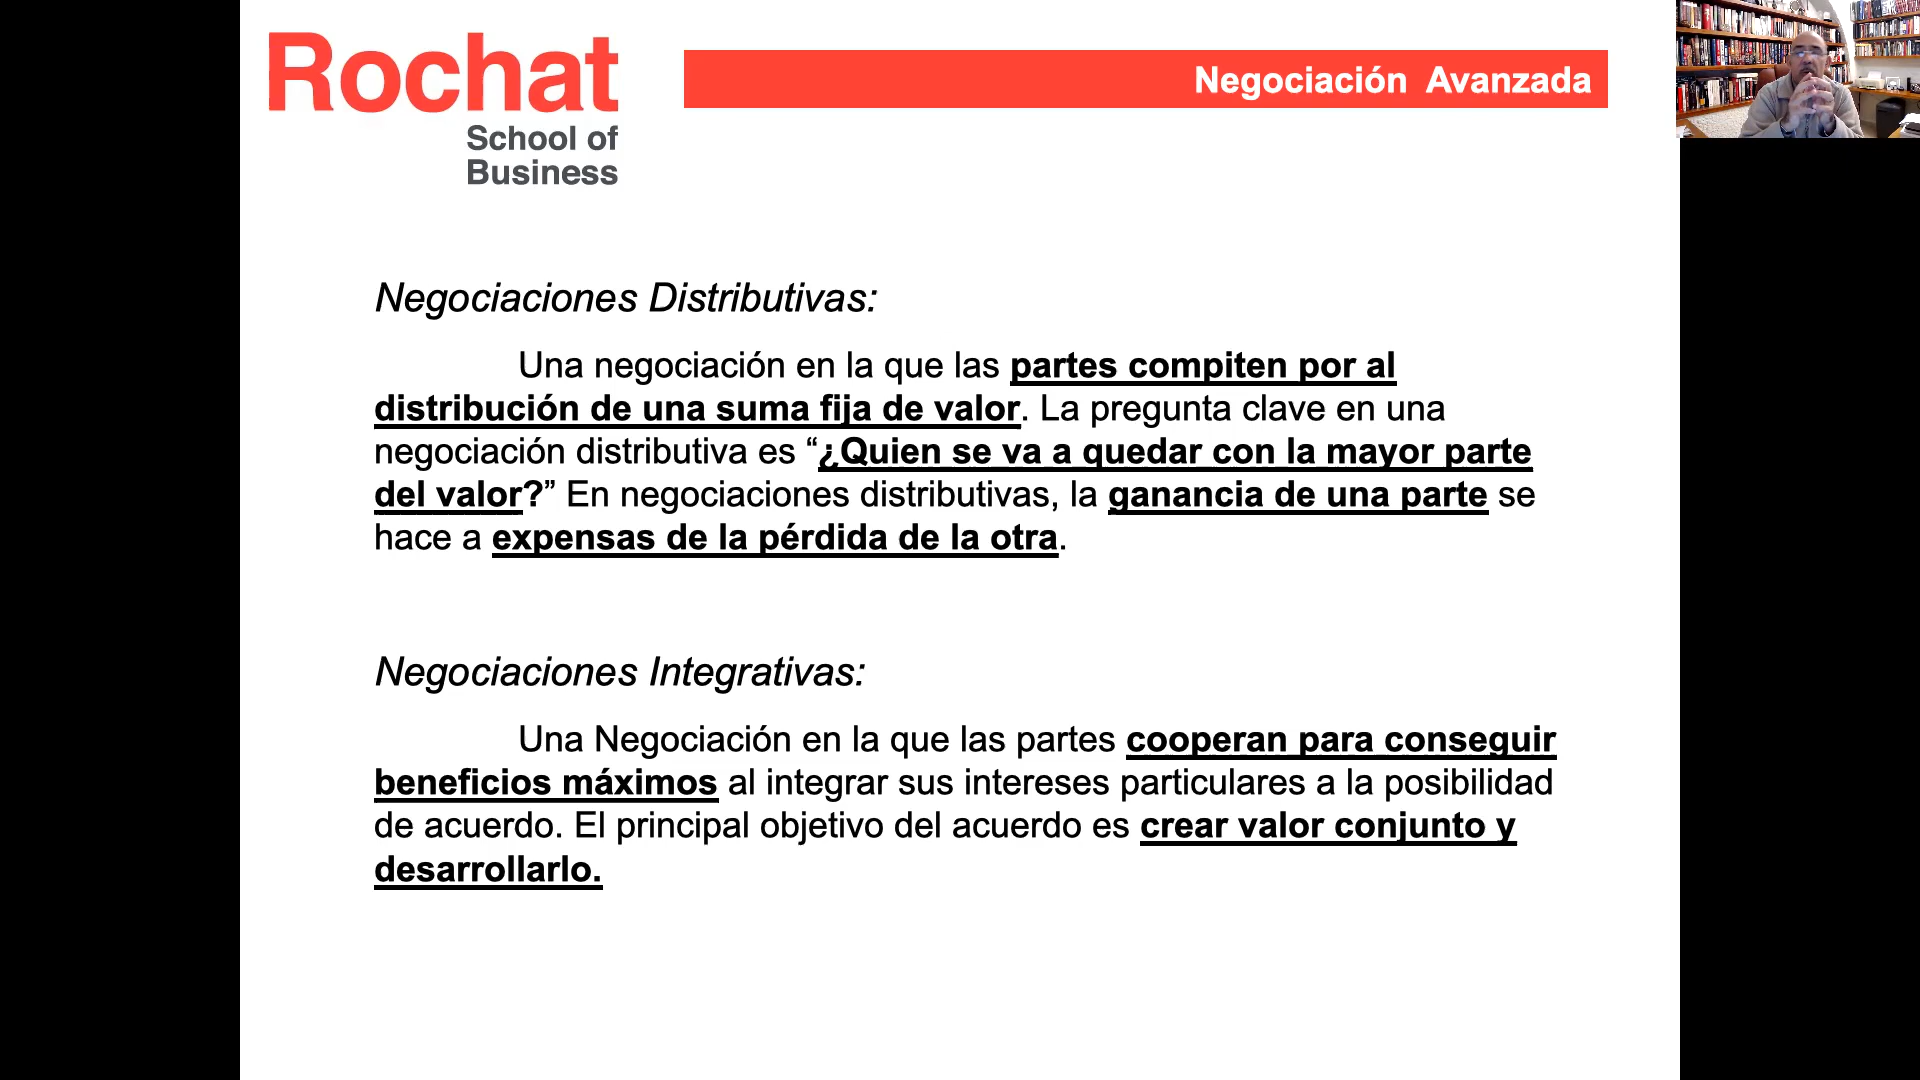 Rochat
School of
Business
Negociación Avanzada
Negociaciones Distributivas:
Una negociación en la que las partes compiten por al
distribución de una suma fija de valor. La pregunta clave en una
negociación distributiva es “¿Quien se va a quedar con la mayor parte
del valor?” En negociaciones distributivas, la ganancia de una parte se
hace a expensas de la pérdida de la otra.
Negociaciones Integrativas:
Una Negociación en la que las partes cooperan para conseguir
beneficios máximos al integrar sus intereses particulares a la posibilidad
de acuerdo. El principal objetivo del acuerdo es crear valor conjunto y
desarrollarlo.